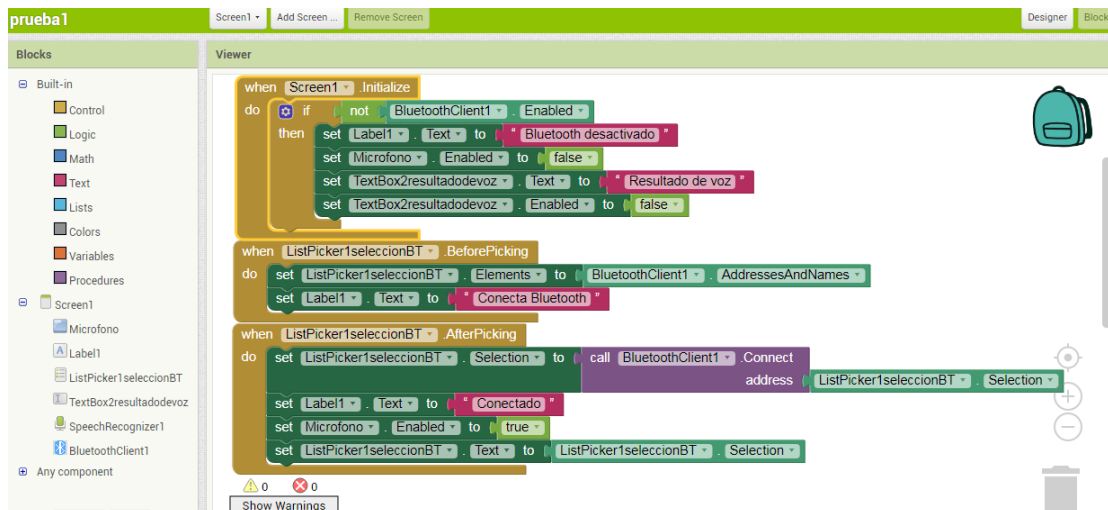 prueba1
Screen1 Add Screen ... Remove Screen Designer Block
Blocks
Built-in
Control
Logic
Math
Text
Lists
Colors
Variables
Procedures
Screen1
Microfono
Label1
ListPicker1seleccionBT
TextBox2resultadodevoz
SpeechRecognizer1
BluetoothClient1
Any component
Viewer
when Screen1 .Initialize
do if not BluetoothClient1 . Enabled
then set Label1 . Text to " Bluetooth desactivado "
set Microfono . Enabled to false
set TextBox2resultadodevoz . Text to " Resultado de voz "
set TextBox2resultadodevoz . Enabled to false
when ListPicker1seleccionBT .BeforePicking
do set ListPicker1seleccionBT . Elements to BluetoothClient1 . AddressesAndNames
set Label1 . Text to " Conecta Bluetooth "
when ListPicker1seleccionBT .AfterPicking
do set ListPicker1seleccionBT . Selection to call BluetoothClient1 .Connect
address ListPicker1seleccionBT . Selection
set Label1 . Text to " Conectado "
set Microfono . Enabled to true
set ListPicker1seleccionBT . Text to ListPicker1seleccionBT . Selection
0 0
Show Warnings